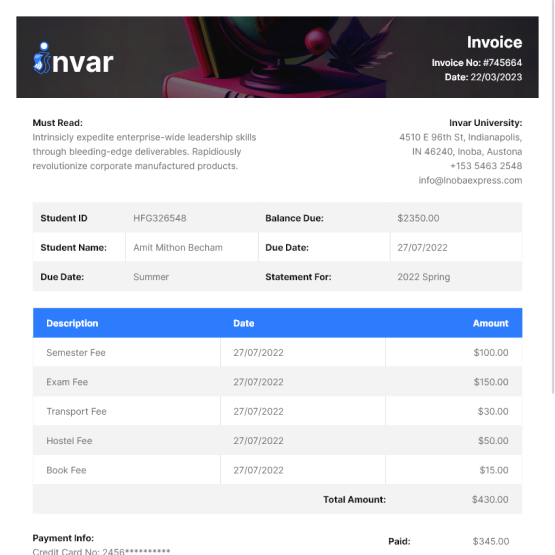 invar
Invoice
Invoice No: #745664
Date: 22/03/2023
Must Read:
Intrinsicly expedite enterprise-wide leadership skills
through bleeding-edge deliverables. Rapidiously
revolutionize corporate manufactured products.
Invar University:
4510 E 96th St, Indianapolis,
IN 46240, Inoba, Austona
+153 5463 2548
info@Inobaexpress.com
Student ID HFG326548 Balance Due: $2350.00
Student Name: Amit Mithon Becham Due Date: 27/07/2022
Due Date: Summer Statement For: 2022 Spring
Description Date Amount
Semester Fee 27/07/2022 $100.00
Exam Fee 27/07/2022 $150.00
Transport Fee 27/07/2022 $30.00
Hostel Fee 27/07/2022 $50.00
Book Fee 27/07/2022 $15.00
Total Amount: $430.00
Payment Info:
Credit Card No: 2456**********
Paid: $345.00